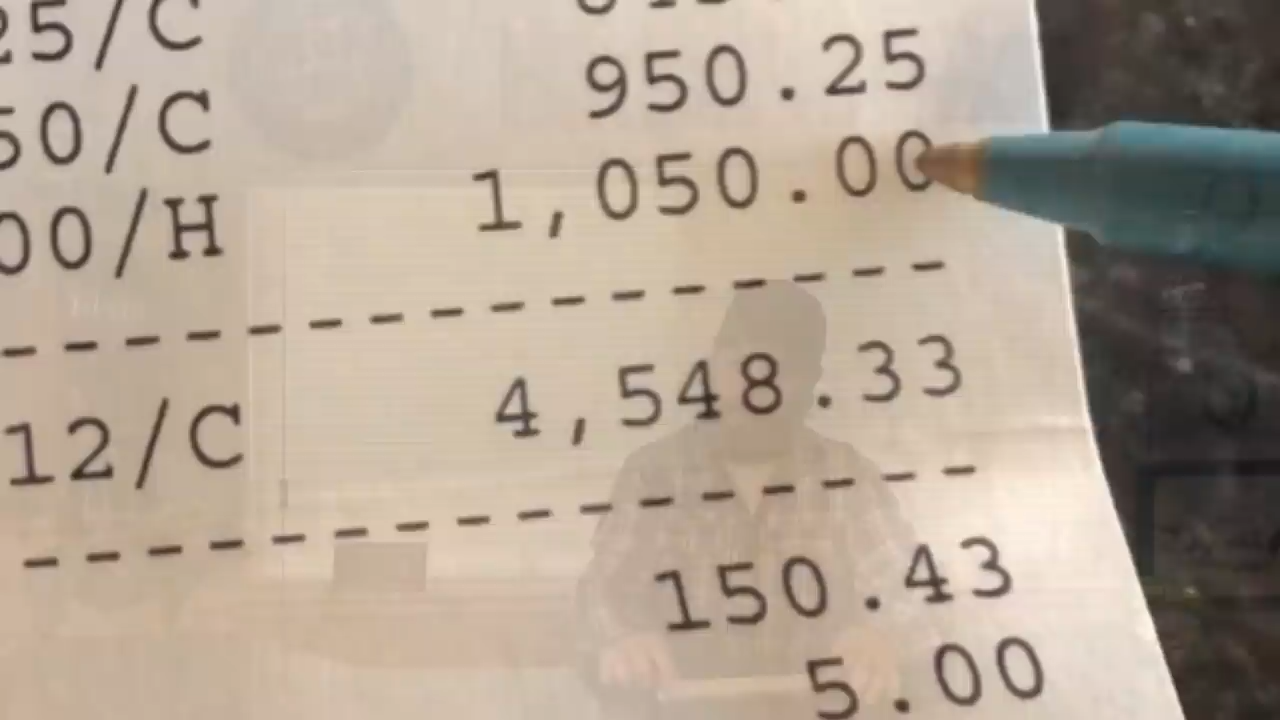 25/C
50/C 950.25
00/H 1,050.00
12/C 4,548.33
150.43
5.00